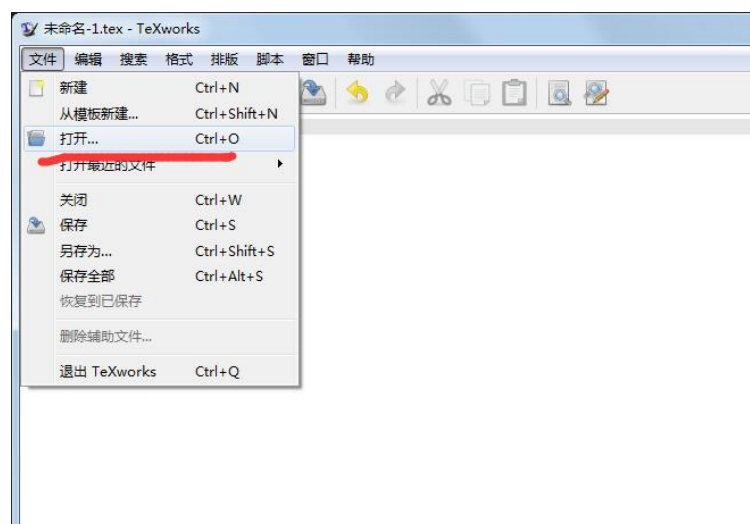 未命名-1.tex - TeXworks
文件 编辑 搜索 格式 排版 脚本 窗口 帮助
新建 Ctrl+N
从模板新建... Ctrl+Shift+N
打开... Ctrl+O
打开最近的文件
关闭 Ctrl+W
保存 Ctrl+S
另存为... Ctrl+Shift+S
保存全部 Ctrl+Alt+S
恢复到已保存
删除辅助文件...
退出 TeXworks Ctrl+Q